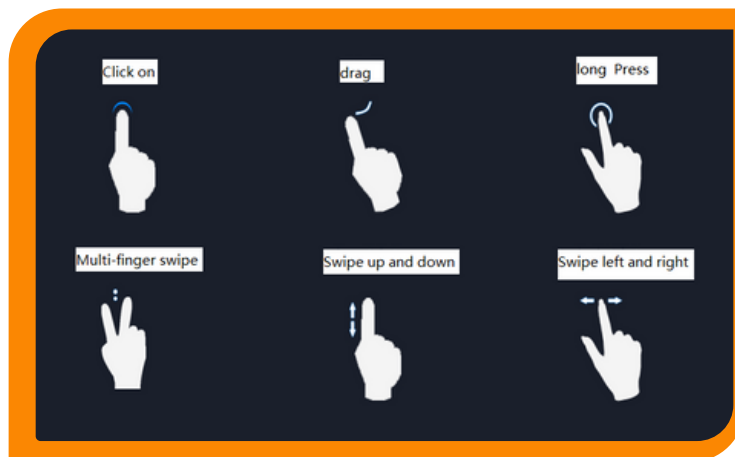 Click on
drag
long Press
Multi-finger swipe
Swipe up and down
Swipe left and right